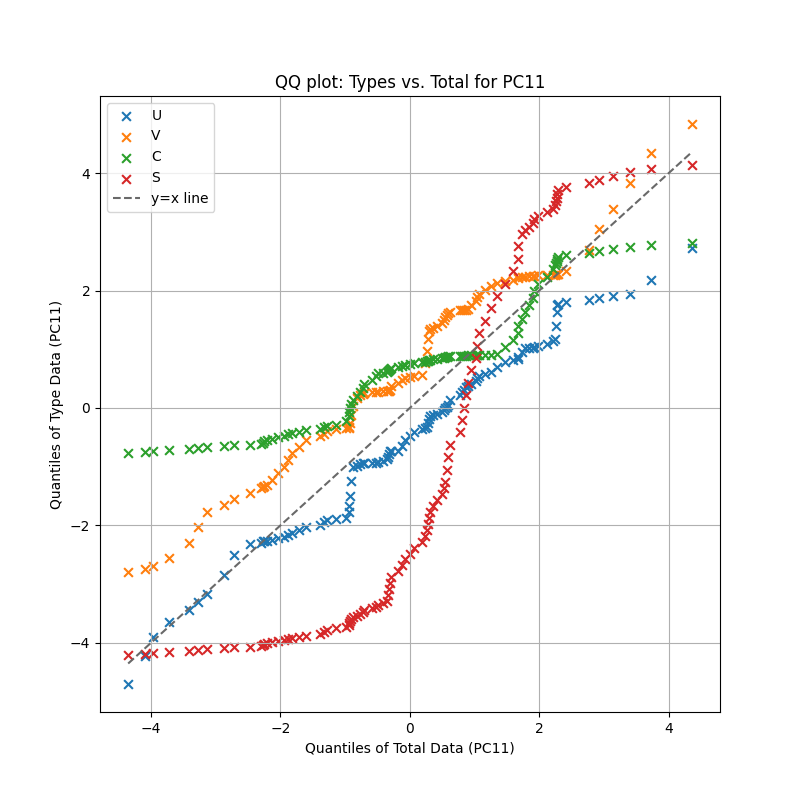 QQ plot: Types vs. Total for PC11
U
V
C
S
y=x line
4
2
0
−2
−4
Quantiles of Type Data (PC11)
−4
−2
0
2
4
Quantiles of Total Data (PC11)